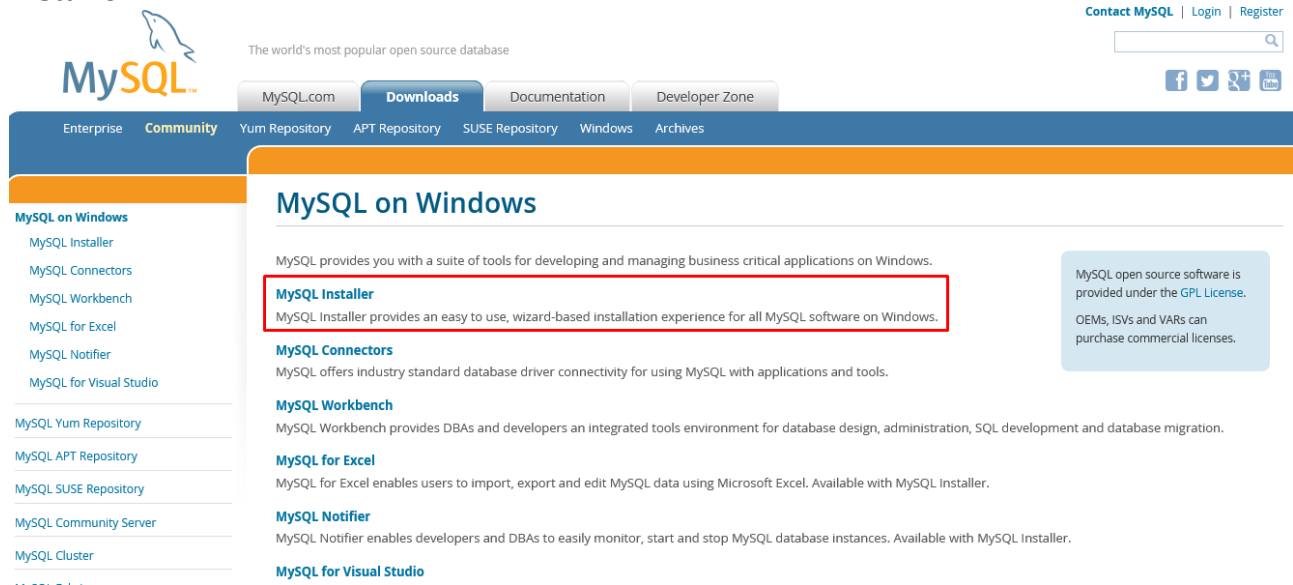 Contact MySQL | Login | Register
The world's most popular open source database
MySQL™
MySQL.com Downloads Documentation Developer Zone
Enterprise Community Yum Repository APT Repository SUSE Repository Windows Archives
MySQL on Windows
MySQL Installer
MySQL Connectors
MySQL Workbench
MySQL for Excel
MySQL Notifier
MySQL for Visual Studio
MySQL Yum Repository
MySQL APT Repository
MySQL SUSE Repository
MySQL Community Server
MySQL Cluster
MySQL on Windows
MySQL provides you with a suite of tools for developing and managing business critical applications on Windows.
MySQL Installer
MySQL Installer provides an easy to use, wizard-based installation experience for all MySQL software on Windows.
MySQL Connectors
MySQL offers industry standard database driver connectivity for using MySQL with applications and tools.
MySQL Workbench
MySQL Workbench provides DBAs and developers an integrated tools environment for database design, administration, SQL development and database migration.
MySQL for Excel
MySQL for Excel enables users to import, export and edit MySQL data using Microsoft Excel. Available with MySQL Installer.
MySQL Notifier
MySQL Notifier enables developers and DBAs to easily monitor, start and stop MySQL database instances. Available with MySQL Installer.
MySQL for Visual Studio
MySQL open source software is
provided under the GPL License.
OEMs, ISVs and VARs can
purchase commercial licenses.